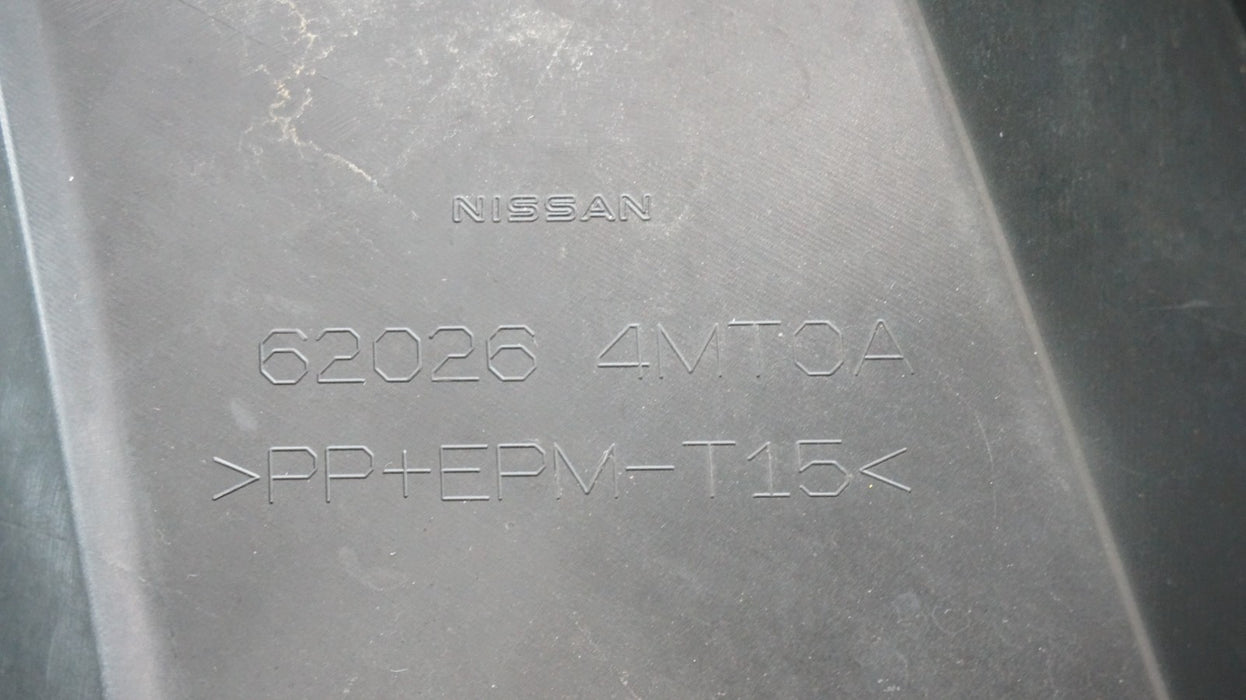 NISSAN
62026 4MT0A
>PP+EPM-T15<